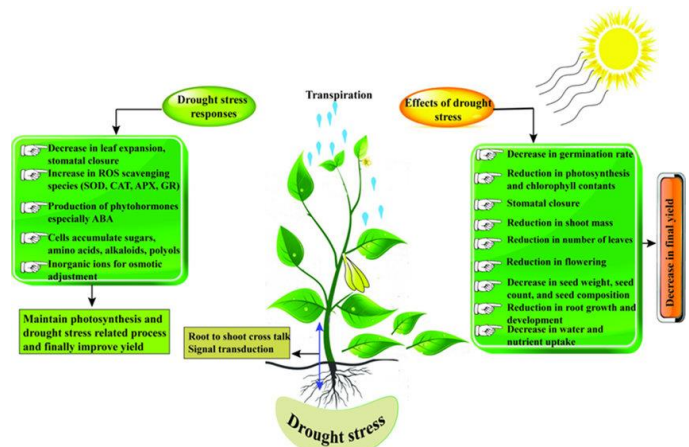 Drought stress
responses
Decrease in leaf expansion,
stomatal closure
Increase in ROS scavenging
species (SOD, CAT, APX, GR)
Production of phytohormones
especially ABA
Cells accumulate sugars,
amino acids, alkaloids, polyols
Inorganic ions for osmotic
adjustment
Maintain photosynthesis and
drought stress related process
and finally improve yield
Transpiration
Root to shoot cross talk
Signal transduction
Drought stress
Effects of drought
stress
Decrease in germination rate
Reduction in photosynthesis
and chlorophyll contants
Stomatal closure
Reduction in shoot mass
Reduction in number of leaves
Reduction in flowering
Decrease in seed weight, seed
count, and seed composition
Reduction in root growth and
development
Decrease in water and
nutrient uptake
Decrease in final yield